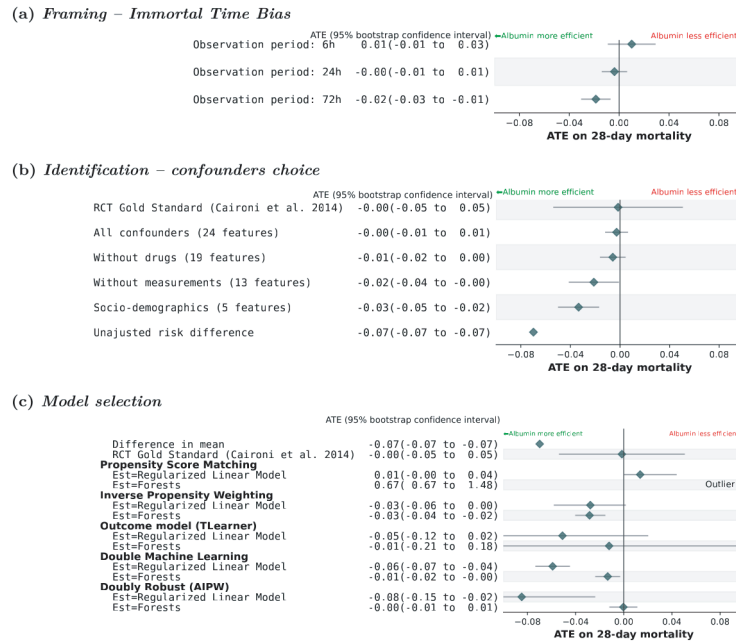 (a) Framing – Immortal Time Bias
ATE (95% bootstrap confidence interval) ←Albumin more efficient Albumin less efficient
Observation period: 6h 0.01(-0.01 to 0.03)
Observation period: 24h -0.00(-0.01 to 0.01)
Observation period: 72h -0.02(-0.03 to -0.01)
−0.08 −0.04 0.00 0.04 0.08
ATE on 28-day mortality
(b) Identification – confounders choice
ATE (95% bootstrap confidence interval) ←Albumin more efficient Albumin less efficient
RCT Gold Standard (Caironi et al. 2014) -0.00(-0.05 to 0.05)
All confounders (24 features) -0.00(-0.01 to 0.01)
Without drugs (19 features) -0.01(-0.02 to 0.00)
Without measurements (13 features) -0.02(-0.04 to -0.00)
Socio-demographics (5 features) -0.03(-0.05 to -0.02)
Unajusted risk difference -0.07(-0.07 to -0.07)
−0.08 −0.04 0.00 0.04 0.08
ATE on 28-day mortality
(c) Model selection
ATE (95% bootstrap confidence interval)
←Albumin more efficient Albumin less efficient
Difference in mean -0.07(-0.07 to -0.07)
RCT Gold Standard (Caironi et al. 2014) -0.00(-0.05 to 0.05)
Propensity Score Matching
Est=Regularized Linear Model 0.01(-0.00 to 0.04)
Est=Forests 0.67( 0.67 to 1.48) Outlier
Inverse Propensity Weighting
Est=Regularized Linear Model -0.03(-0.06 to 0.00)
Est=Forests -0.03(-0.04 to -0.02)
Outcome model (TLearner)
Est=Regularized Linear Model -0.05(-0.12 to 0.02)
Est=Forests -0.01(-0.21 to 0.18)
Double Machine Learning
Est=Regularized Linear Model -0.06(-0.07 to -0.04)
Est=Forests -0.01(-0.02 to -0.00)
Doubly Robust (AIPW)
Est=Regularized Linear Model -0.08(-0.15 to -0.02)
Est=Forests -0.00(-0.01 to 0.01)
−0.08 −0.04 0.00 0.04 0.08
ATE on 28-day mortality